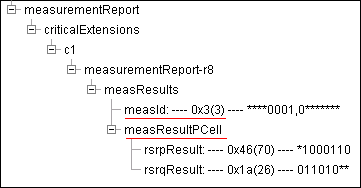 measurementReport
criticalExtensions
c1
measurementReport-r8
measResults
measId: ---- 0x3(3) ---- ****0001,0*******
measResultPCell
rsrpResult: ---- 0x46(70) ---- *1000110
rsrqResult: ---- 0x1a(26) ---- 011010**